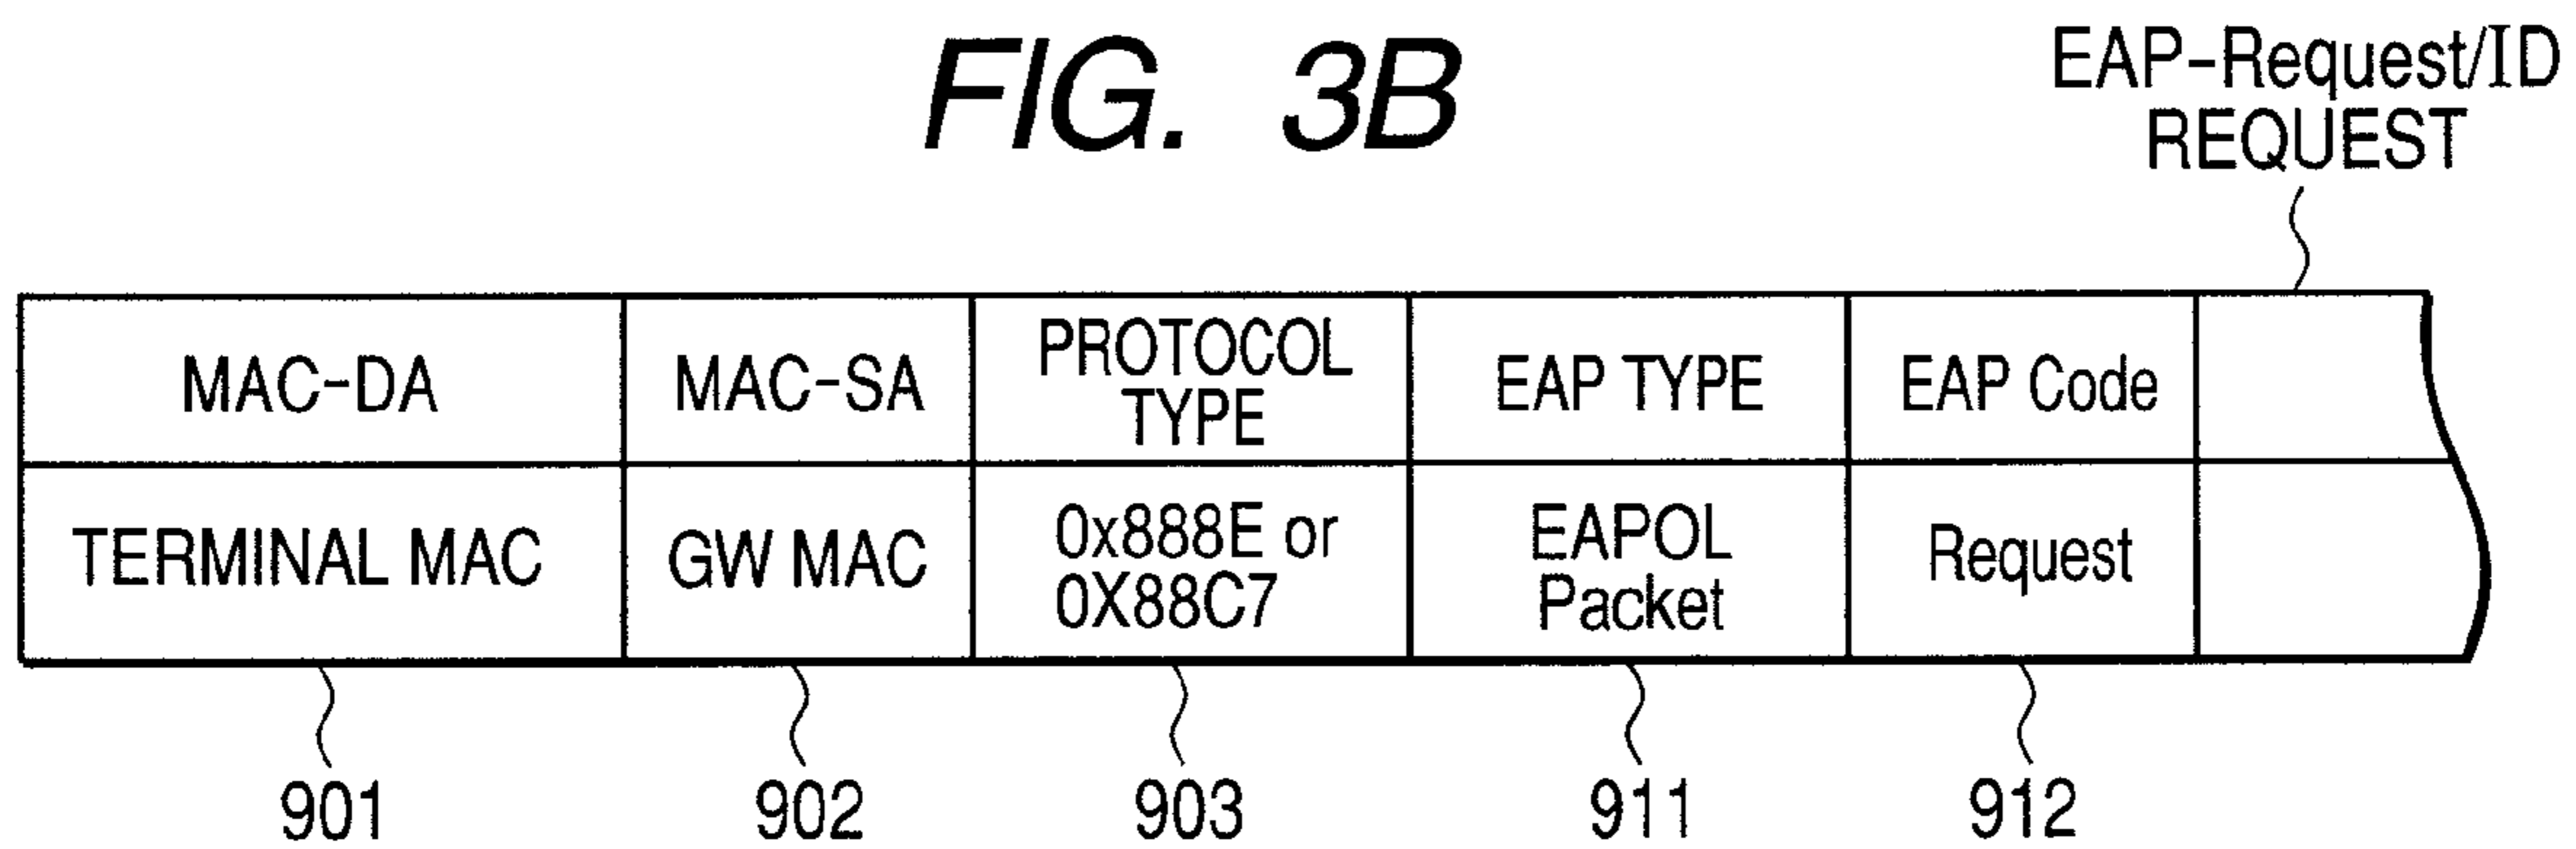 FIG. 3B
EAP-Request/ID
REQUEST
MAC-DA
MAC-SA
PROTOCOL
TYPE
EAP TYPE
EAP Code
TERMINAL MAC
GW MAC
0x888E or
0X88C7
EAPOL
Packet
Request
901
902
903
911
912